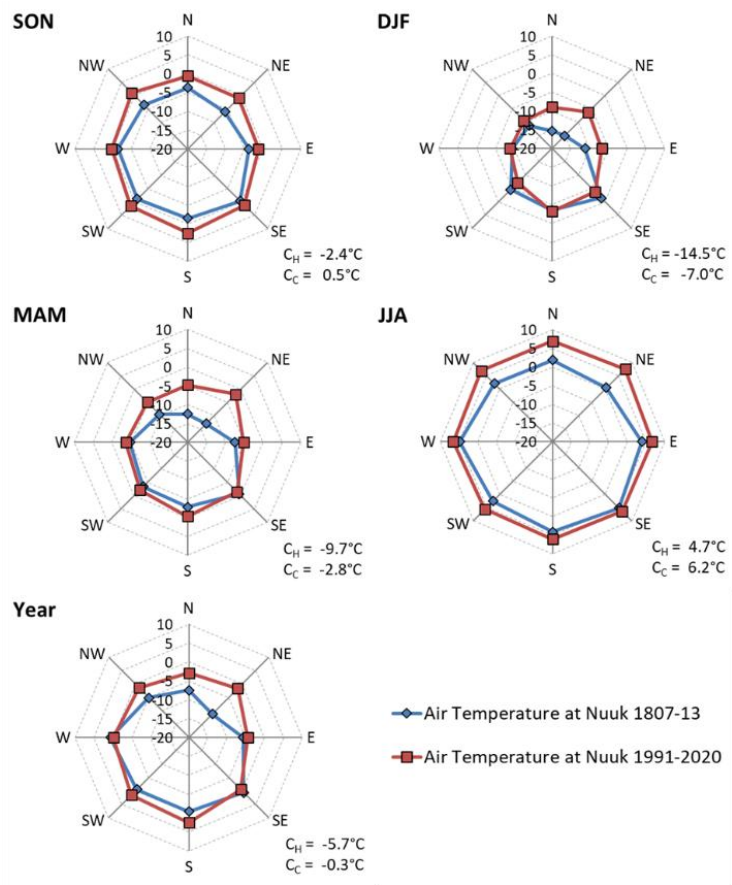 SON
N
10
5
0
-5
-10
-15
-20
NE
E
SE
S
SW
W
NW
C_H = -2.4°C
C_C = 0.5°C
DJF
N
10
5
0
-5
-10
-15
-20
NE
E
SE
S
SW
W
NW
C_H = -14.5°C
C_C = -7.0°C
MAM
N
10
5
0
-5
-10
-15
-20
NE
E
SE
S
SW
W
NW
C_H = -9.7°C
C_C = -2.8°C
JJA
N
10
5
0
-5
-10
-15
-20
NE
E
SE
S
SW
W
NW
C_H = 4.7°C
C_C = 6.2°C
Year
N
10
5
0
-5
-10
-15
-20
NE
E
SE
S
SW
W
NW
C_H = -5.7°C
C_C = -0.3°C
Air Temperature at Nuuk 1807-13
Air Temperature at Nuuk 1991-2020